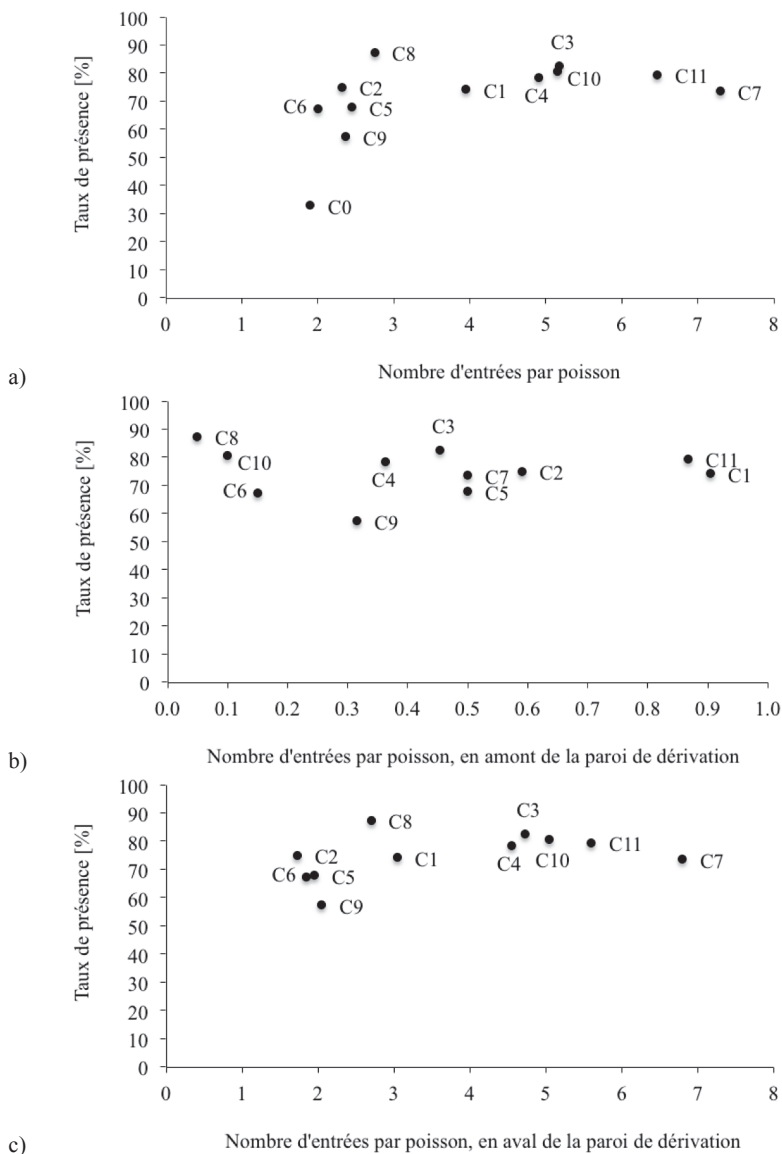 100
90
80
70
60
50
40
30
20
10
0
Taux de présence [%]
C8
C3
C2
C6
C5
C1
C10
C4
C11
C7
C9
C0
0 1 2 3 4 5 6 7 8
a) Nombre d'entrées par poisson
100
90
80
70
60
50
40
30
20
10
0
Taux de présence [%]
C8
C10
C6
C3
C4
C7
C5
C2
C11
C1
C9
0.0 0.1 0.2 0.3 0.4 0.5 0.6 0.7 0.8 0.9 1.0
b) Nombre d'entrées par poisson, en amont de la paroi de dérivation
100
90
80
70
60
50
40
30
20
10
0
Taux de présence [%]
C8
C3
C2
C6
C5
C1
C4
C10
C11
C7
C9
0 1 2 3 4 5 6 7 8
c) Nombre d'entrées par poisson, en aval de la paroi de dérivation